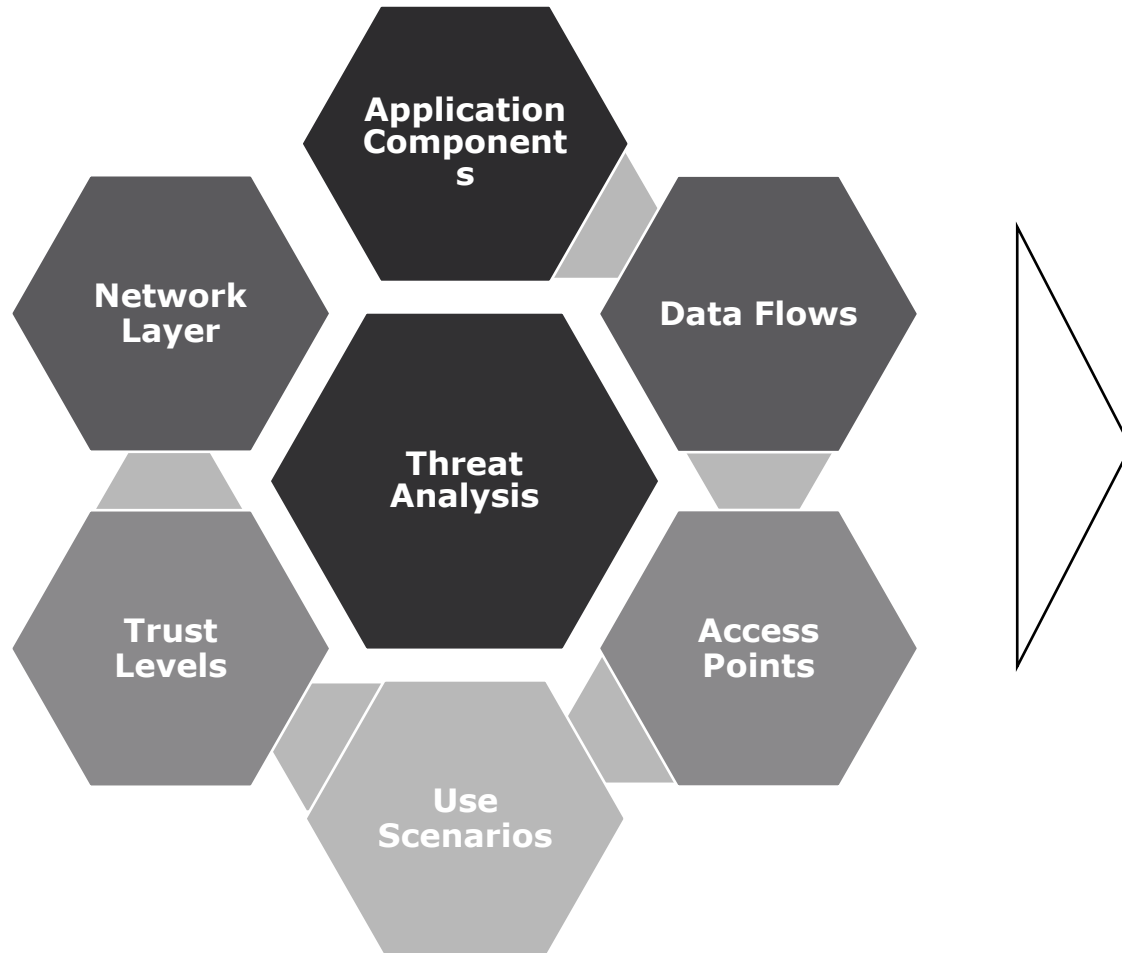 Application
Component
s
Network
Layer
Data Flows
Threat
Analysis
Trust
Levels
Access
Points
Use
Scenarios